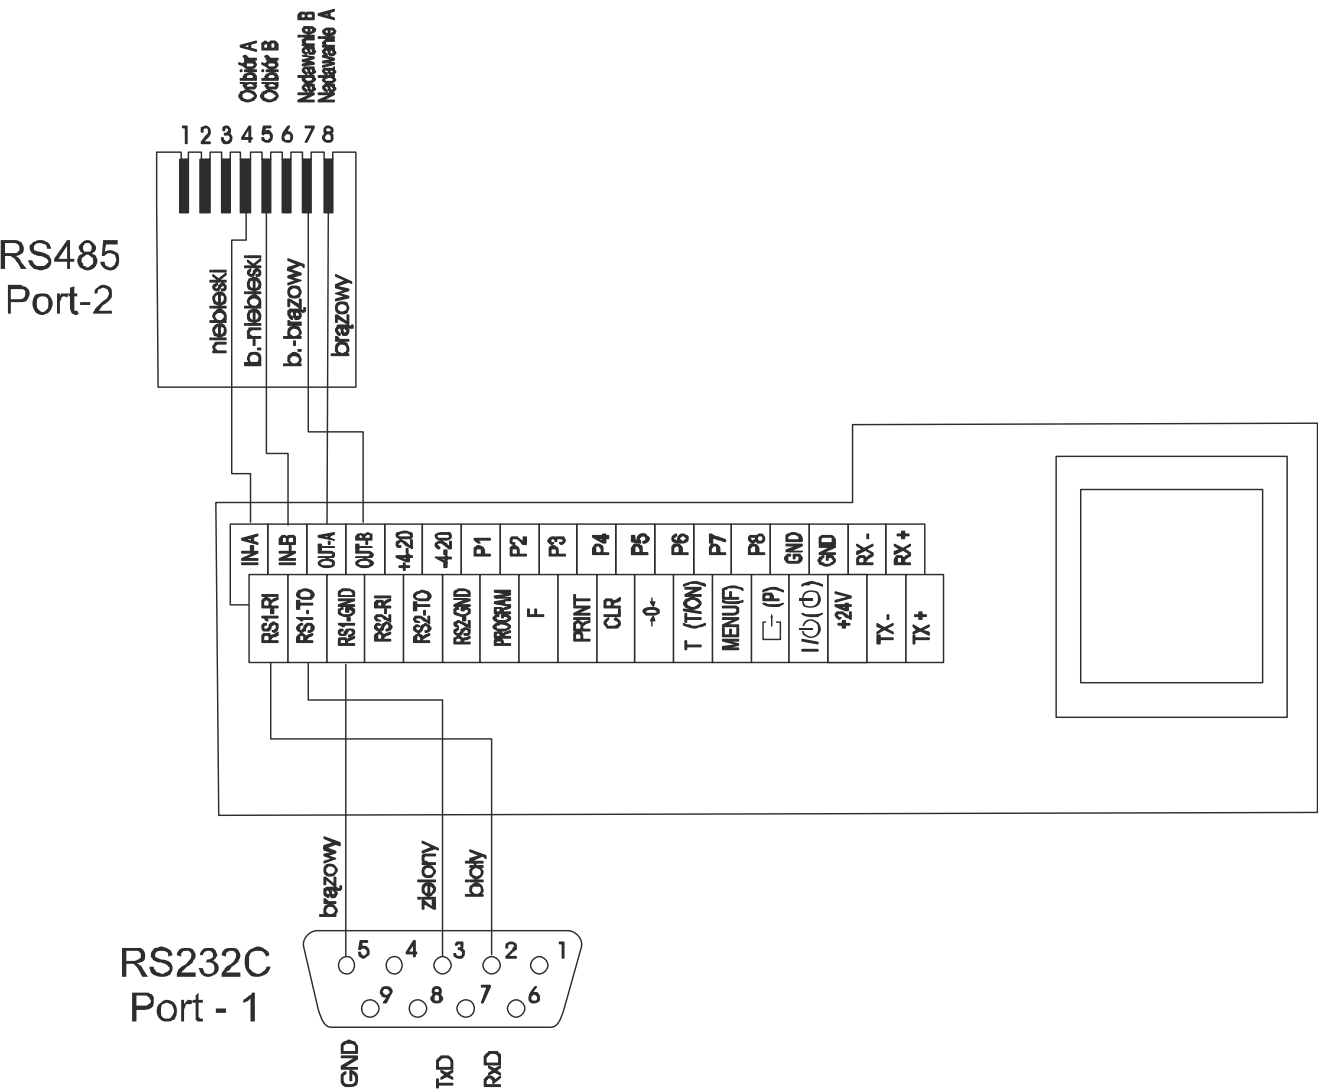 Odbiór A
Odbiór B
Nadawanie B
Nadawanie A
1 2 3 4 5 6 7 8
RS485
Port-2
niebieski
b.-niebieski
b.-brązowy
brązowy
IN-A IN-B OUT-A OUT-B +4-20 -4-20 P1 P2 P3 P4 P5 P6 P7 P8 GND GND RX - RX +
RS1-RI RS1-TO RS1-GND RS2-RI RS2-TO RS2-GND PROGRAM F PRINT CLR →0← T (T/ON) MENU(F) (P) I/⏻(⏻) +24V TX - TX +
brązowy
zielony
biały
RS232C
Port - 1
5 4 3 2 1
9 8 7 6
GND
TxD
RxD